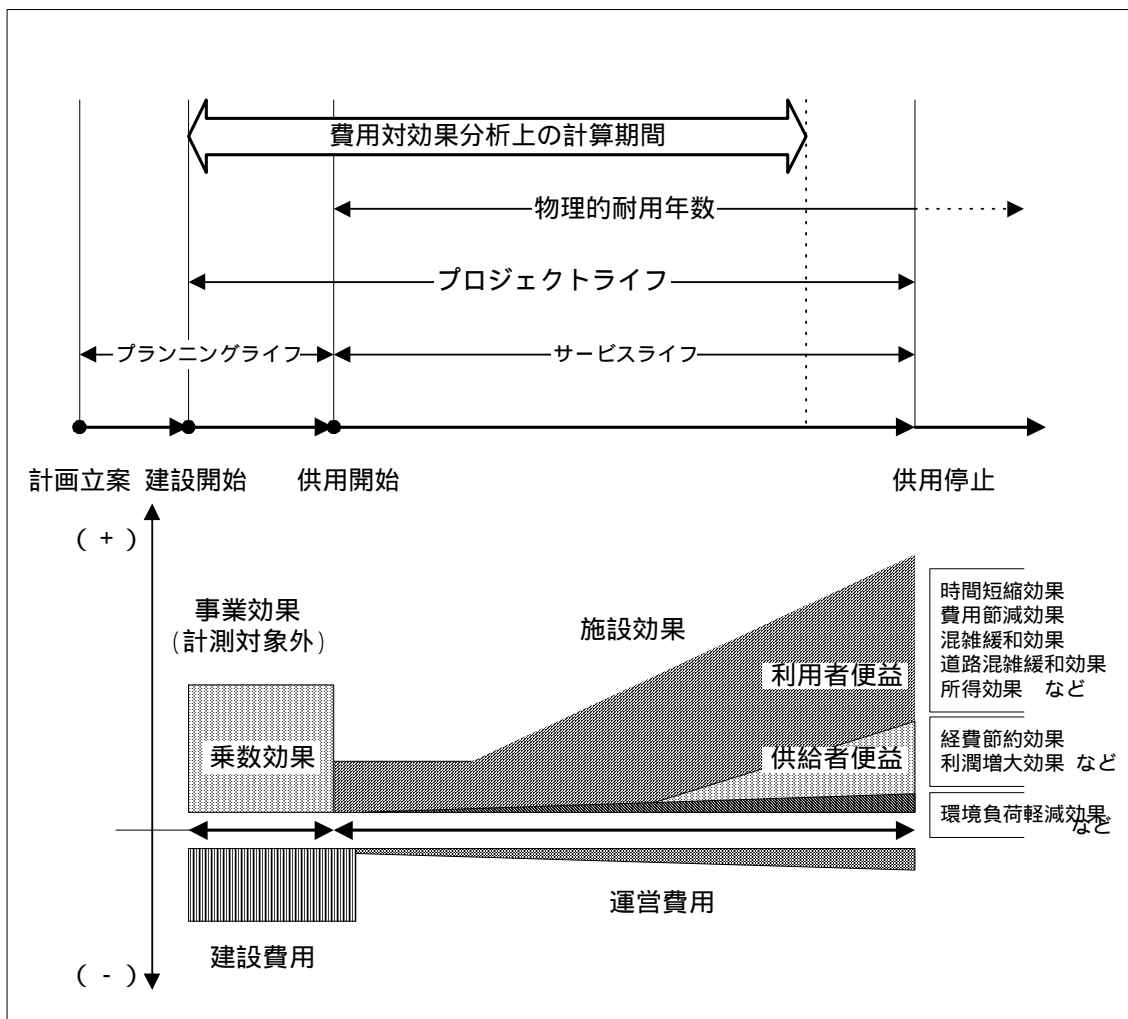 費用対効果分析上の計算期間
物理的耐用年数
プロジェクトライフ
プランニングライフ
サービスライフ
計画立案
建設開始
供用開始
供用停止
( + )
事業効果
(計測対象外)
乗数効果
施設効果
利用者便益
供給者便益
時間短縮効果
費用節減効果
混雑緩和効果
道路混雑緩和効果
所得効果 など
経費節約効果
利潤増大効果 など
環境負荷軽減効果
など
運営費用
建設費用
( - )